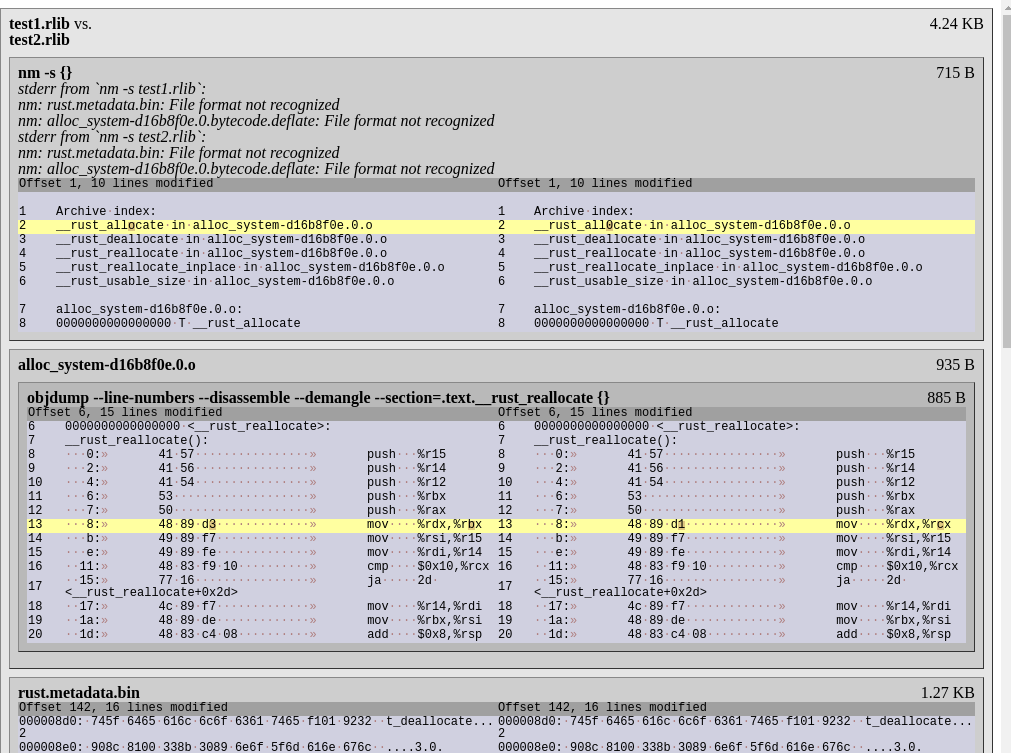 test1.rlib vs.
4.24 KB
test2.rlib
nm -s {}
715 B
stderr from `nm -s test1.rlib`:
nm: rust.metadata.bin: File format not recognized
nm: alloc_system-d16b8f0e.0.bytecode.deflate: File format not recognized
stderr from `nm -s test2.rlib`:
nm: rust.metadata.bin: File format not recognized
nm: alloc_system-d16b8f0e.0.bytecode.deflate: File format not recognized
Offset 1, 10 lines modified Offset 1, 10 lines modified
1 Archive·index: 1 Archive·index:
2 __rust_allocate·in·alloc_system-d16b8f0e.0.o 2 __rust_all0cate·in·alloc_system-d16b8f0e.0.o
3 __rust_deallocate·in·alloc_system-d16b8f0e.0.o 3 __rust_deallocate·in·alloc_system-d16b8f0e.0.o
4 __rust_reallocate·in·alloc_system-d16b8f0e.0.o 4 __rust_reallocate·in·alloc_system-d16b8f0e.0.o
5 __rust_reallocate_inplace·in·alloc_system-d16b8f0e.0.o 5 __rust_reallocate_inplace·in·alloc_system-d16b8f0e.0.o
6 __rust_usable_size·in·alloc_system-d16b8f0e.0.o 6 __rust_usable_size·in·alloc_system-d16b8f0e.0.o
7 alloc_system-d16b8f0e.0.o: 7 alloc_system-d16b8f0e.0.o:
8 0000000000000000·T·__rust_allocate 8 0000000000000000·T·__rust_allocate
alloc_system-d16b8f0e.0.o
935 B
objdump --line-numbers --disassemble --demangle --section=.text.__rust_reallocate {}
885 B
Offset 6, 15 lines modified Offset 6, 15 lines modified
6 0000000000000000·<__rust_reallocate>: 6 0000000000000000·<__rust_reallocate>:
7 __rust_reallocate(): 7 __rust_reallocate():
8 ···0:» 41·57················» push···%r15 8 ···0:» 41·57················» push···%r15
9 ···2:» 41·56················» push···%r14 9 ···2:» 41·56················» push···%r14
10 ···4:» 41·54················» push···%r12 10 ···4:» 41·54················» push···%r12
11 ···6:» 53···················» push···%rbx 11 ···6:» 53···················» push···%rbx
12 ···7:» 50···················» push···%rax 12 ···7:» 50···················» push···%rax
13 ···8:» 48·89·d3·············» mov····%rdx,%rbx 13 ···8:» 48·89·d1·············» mov····%rdx,%rcx
14 ···b:» 49·89·f7·············» mov····%rsi,%r15 14 ···b:» 49·89·f7·············» mov····%rsi,%r15
15 ···e:» 49·89·fe·············» mov····%rdi,%r14 15 ···e:» 49·89·fe·············» mov····%rdi,%r14
16 ··11:» 48·83·f9·10··········» cmp····$0x10,%rcx 16 ··11:» 48·83·f9·10··········» cmp····$0x10,%rcx
17 ··15:» 77·16················» ja·····2d· 17 ··15:» 77·16················» ja·····2d·
<__rust_reallocate+0x2d> <__rust_reallocate+0x2d>
18 ··17:» 4c·89·f7·············» mov····%r14,%rdi 18 ··17:» 4c·89·f7·············» mov····%r14,%rdi
19 ··1a:» 48·89·de·············» mov····%rbx,%rsi 19 ··1a:» 48·89·de·············» mov····%rbx,%rsi
20 ··1d:» 48·83·c4·08··········» add····$0x8,%rsp 20 ··1d:» 48·83·c4·08··········» add····$0x8,%rsp
rust.metadata.bin
1.27 KB
Offset 142, 16 lines modified Offset 142, 16 lines modified
000008d0:·745f·6465·616c·6c6f·6361·7465·f101·9232··t_deallocate... 000008d0:·745f·6465·616c·6c6f·6361·7465·f101·9232··t_deallocate...
2 2
000008e0:·908c·8100·338b·3089·6e6f·5f6d·616e·676c··....3.0. 000008e0:·908c·8100·338b·3089·6e6f·5f6d·616e·676c··....3.0.